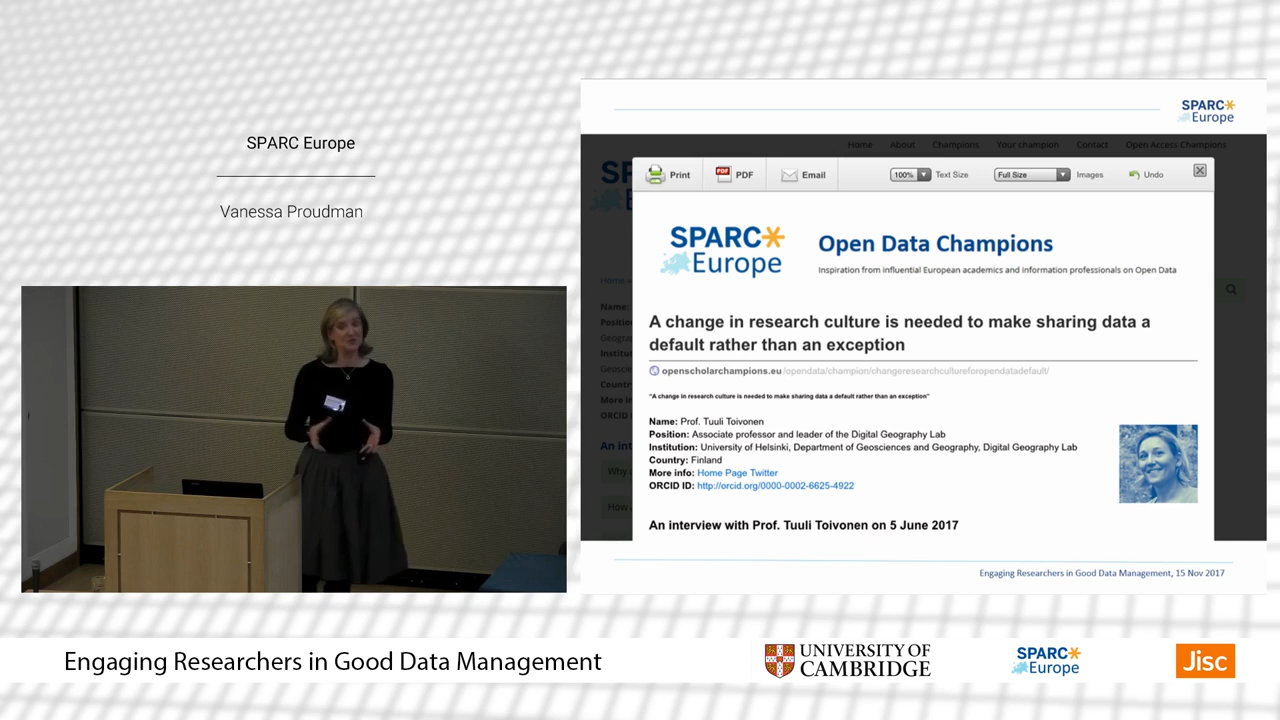 SPARC Europe
Vanessa Proudman
SPARC
Europe
Home About Champions Your champion Contact Open Access Champions
Print PDF Email 100% Text Size Full Size Images Undo
SPARC
Europe
Open Data Champions
Inspiration from influential European academics and information professionals on Open Data
A change in research culture is needed to make sharing data a
default rather than an exception
openscholarchampions.eu/opendata/champion/changeresearchcultureforopendatadefault/
"A change in research culture is needed to make sharing data a default rather than an exception"
Name: Prof. Tuuli Toivonen
Position: Associate professor and leader of the Digital Geography Lab
Institution: University of Helsinki, Department of Geosciences and Geography, Digital Geography Lab
Country: Finland
More info: Home Page Twitter
ORCID ID: http://orcid.org/0000-0002-6625-4922
An interview with Prof. Tuuli Toivonen on 5 June 2017
Home
Name:
Country
ORCID
Engaging Researchers in Good Data Management, 15 Nov 2017
Engaging Researchers in Good Data Management
UNIVERSITY OF
CAMBRIDGE
SPARC
Europe
Jisc